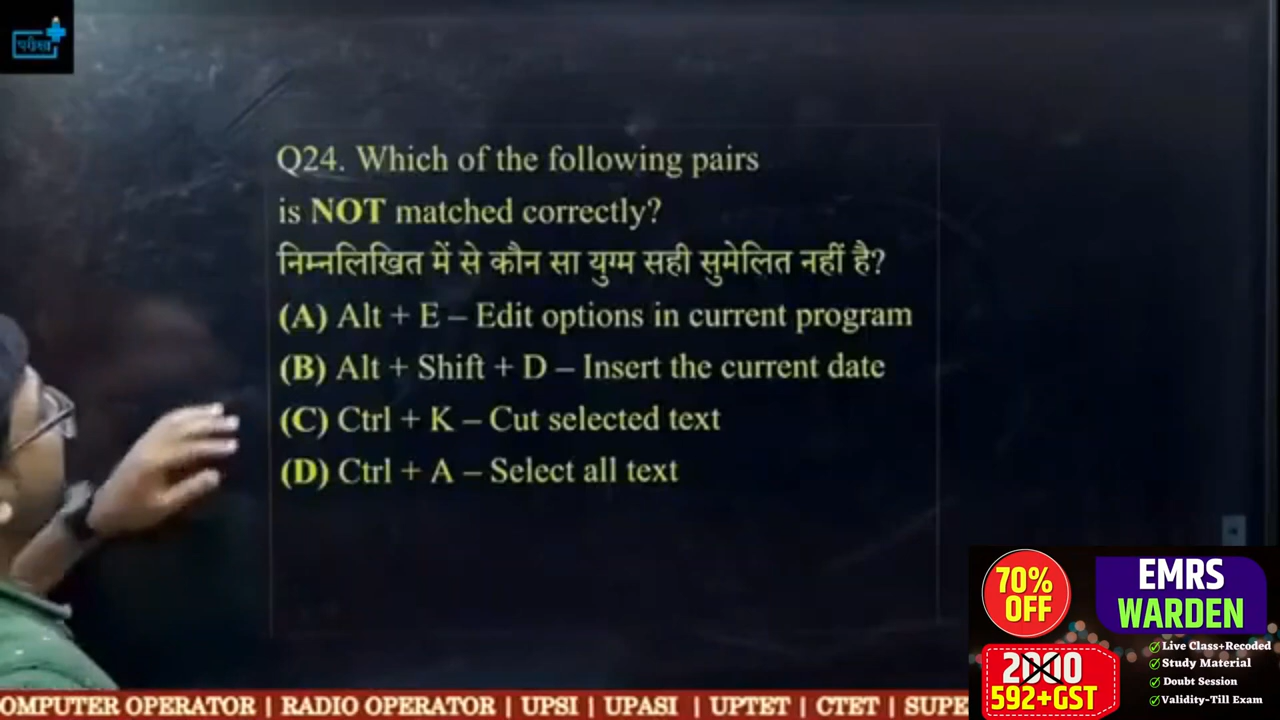 परीक्षा
Q24. Which of the following pairs
is NOT matched correctly?
निम्नलिखित में से कौन सा युग्म सही सुमेलित नहीं है?
(A) Alt + E – Edit options in current program
(B) Alt + Shift + D – Insert the current date
(C) Ctrl + K – Cut selected text
(D) Ctrl + A – Select all text
70%
OFF
EMRS
WARDEN
2000
592+GST
Live Class+Recoded
Study Material
Doubt Session
Validity-Till Exam
OMPUTER OPERATOR | RADIO OPERATOR | UPSI | UPASI | UPTET | CTET | SUPE